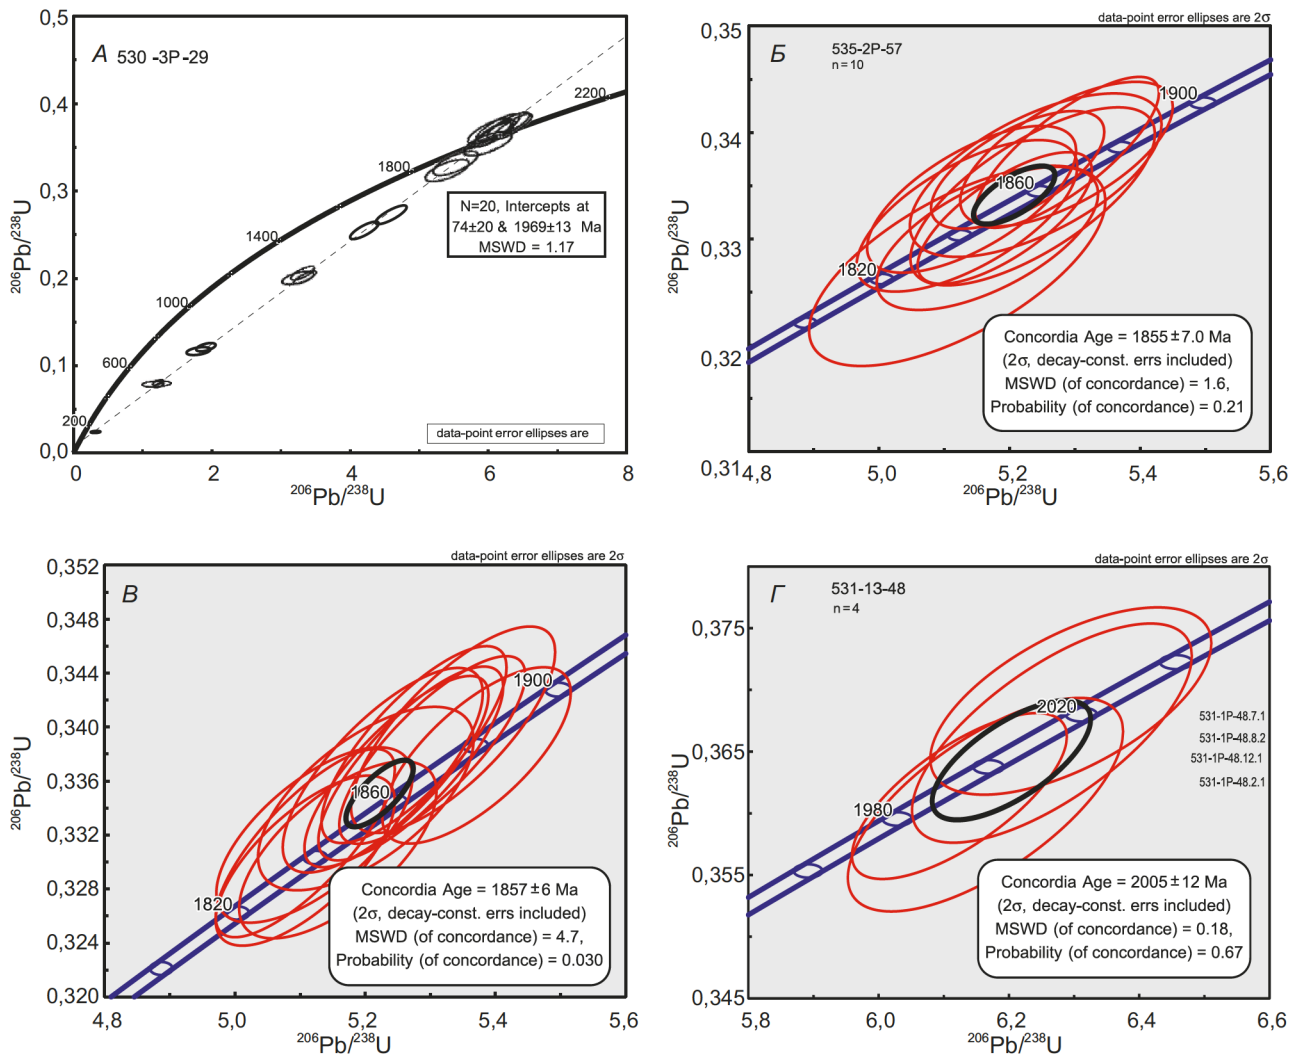 A 530 -3P-29
0,5
0,4
0,3
0,2
0,1
0,0
²⁰⁶Pb/²³⁸U
200
600
1000
1400
1800
2200
N=20, Intercepts at
74±20 & 1969±13 Ma
MSWD = 1.17
data-point error ellipses are
0 2 4 6 8
²⁰⁶Pb/²³⁸U
data-point error ellipses are 2σ
Б 535-2P-57
n = 10
0,35
0,34
0,33
0,32
0,31
²⁰⁶Pb/²³⁸U
1900
1860
1820
Concordia Age = 1855±7.0 Ma
(2σ, decay-const. errs included)
MSWD (of concordance) = 1.6,
Probability (of concordance) = 0.21
4,8 5,0 5,2 5,4 5,6
²⁰⁶Pb/²³⁸U
data-point error ellipses are 2σ
В
0,352
0,348
0,344
0,340
0,336
0,332
0,328
0,324
0,320
²⁰⁶Pb/²³⁸U
1900
1860
1820
Concordia Age = 1857±6 Ma
(2σ, decay-const. errs included)
MSWD (of concordance) = 4.7,
Probability (of concordance) = 0.030
4,8 5,0 5,2 5,4 5,6
²⁰⁶Pb/²³⁸U
data-point error ellipses are 2σ
Г 531-13-48
n = 4
0,375
0,365
0,355
0,345
²⁰⁶Pb/²³⁸U
2020
1980
531-1P-48.7.1
531-1P-48.8.2
531-1P-48.12.1
531-1P-48.2.1
Concordia Age = 2005±12 Ma
(2σ, decay-const. errs included)
MSWD (of concordance) = 0.18,
Probability (of concordance) = 0.67
5,8 6,0 6,2 6,4 6,6
²⁰⁶Pb/²³⁸U